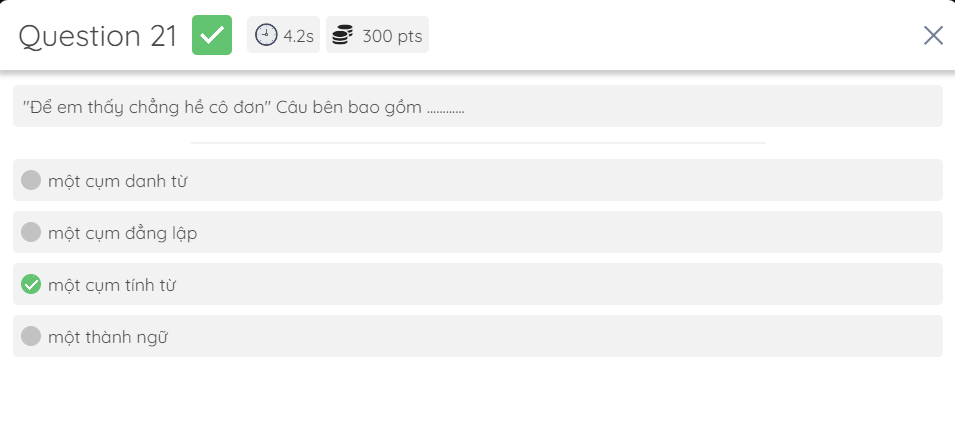 Question 21 4.2s 300 pts
"Để em thấy chẳng hề cô đơn" Câu bên bao gồm ............
một cụm danh từ
một cụm đẳng lập
một cụm tính từ
một thành ngữ